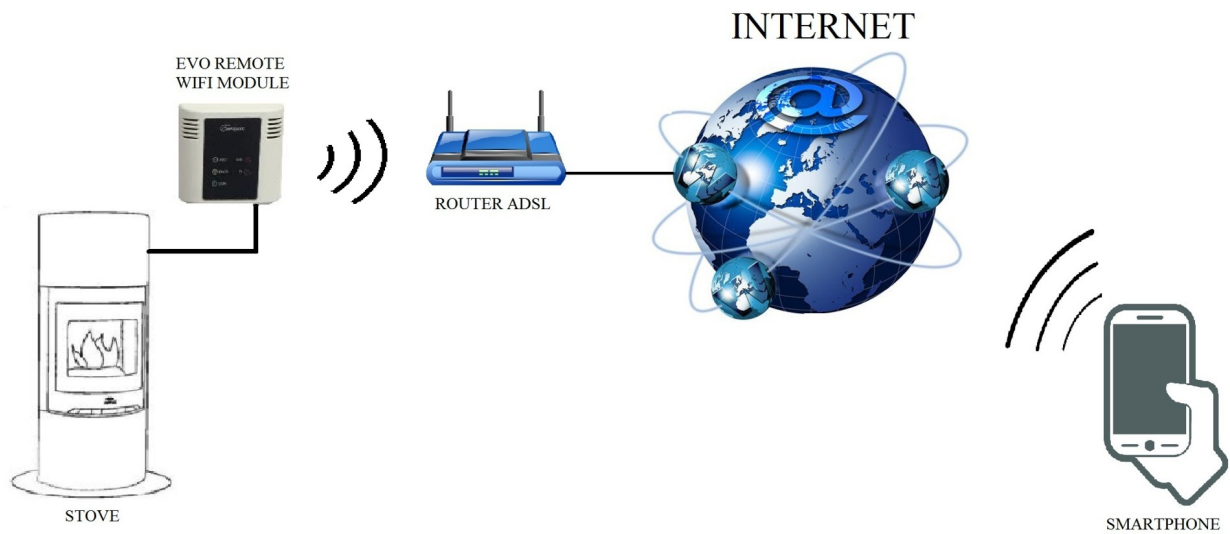 INTERNET
EVO REMOTE
WIFI MODULE
ROUTER ADSL
STOVE
SMARTPHONE